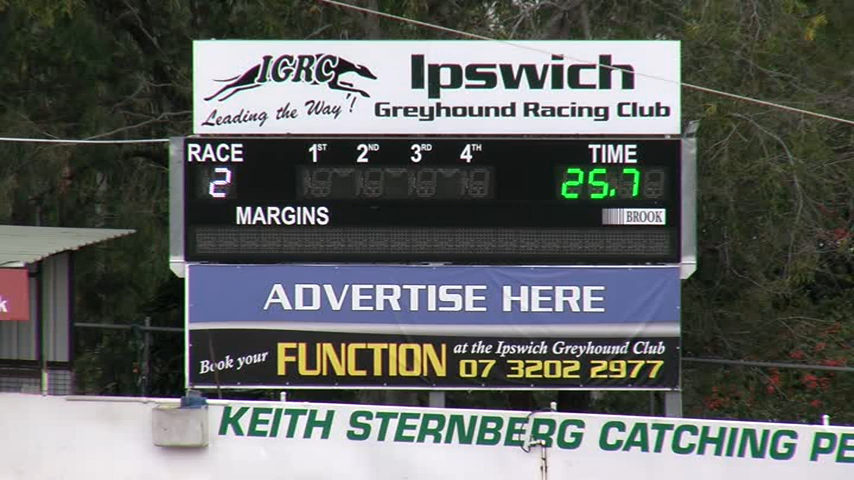 IGRC
Leading the Way!
Ipswich
Greyhound Racing Club
RACE 1ST 2ND 3RD 4TH TIME
2 25.7
MARGINS BROOK
ADVERTISE HERE
Book your FUNCTION at the Ipswich Greyhound Club
07 3202 2977
k
KEITH STERNBERG CATCHING PE